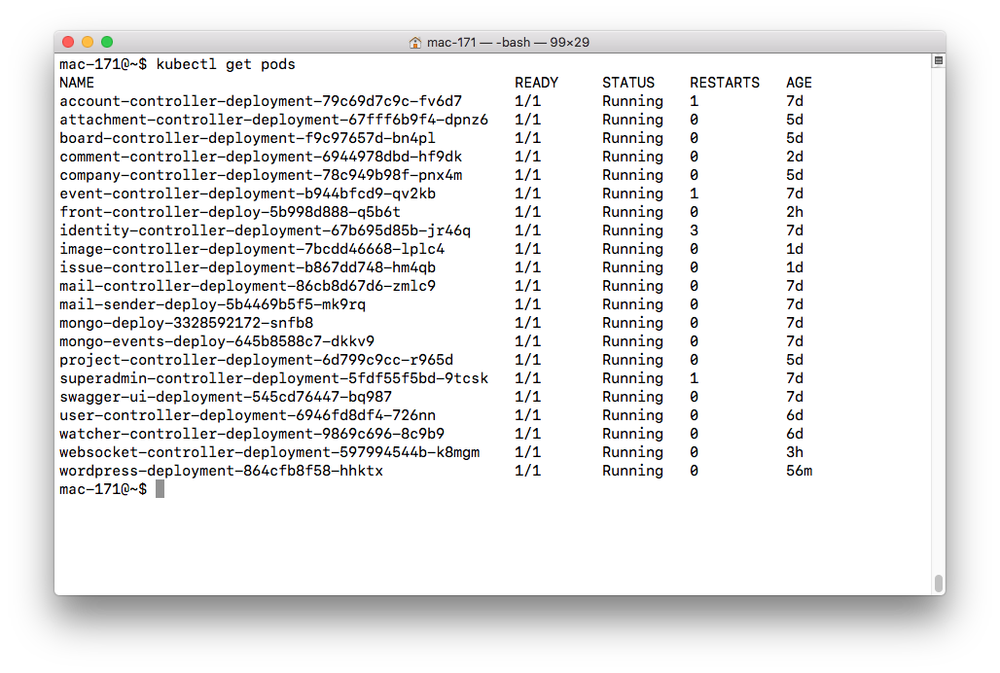 mac-171 — -bash — 99×29
mac-171@~$ kubectl get pods
NAME READY STATUS RESTARTS AGE
account-controller-deployment-79c69d7c9c-fv6d7 1/1 Running 1 7d
attachment-controller-deployment-67fff6b9f4-dpnz6 1/1 Running 0 5d
board-controller-deployment-f9c97657d-bn4pl 1/1 Running 0 5d
comment-controller-deployment-6944978dbd-hf9dk 1/1 Running 0 2d
company-controller-deployment-78c949b98f-pnx4m 1/1 Running 0 5d
event-controller-deployment-b944bfcd9-qv2kb 1/1 Running 1 7d
front-controller-deploy-5b998d888-q5b6t 1/1 Running 0 2h
identity-controller-deployment-67b695d85b-jr46q 1/1 Running 3 7d
image-controller-deployment-7bcdd46668-lplc4 1/1 Running 0 1d
issue-controller-deployment-b867dd748-hm4qb 1/1 Running 0 1d
mail-controller-deployment-86cb8d67d6-zmlc9 1/1 Running 0 7d
mail-sender-deploy-5b4469b5f5-mk9rq 1/1 Running 0 7d
mongo-deploy-3328592172-snfb8 1/1 Running 0 7d
mongo-events-deploy-645b8588c7-dkkv9 1/1 Running 0 7d
project-controller-deployment-6d799c9cc-r965d 1/1 Running 0 5d
superadmin-controller-deployment-5fdf55f5bd-9tcsk 1/1 Running 1 7d
swagger-ui-deployment-545cd76447-bq987 1/1 Running 0 7d
user-controller-deployment-6946fd8df4-726nn 1/1 Running 0 6d
watcher-controller-deployment-9869c696-8c9b9 1/1 Running 0 6d
websocket-controller-deployment-597994544b-k8mgm 1/1 Running 0 3h
wordpress-deployment-864cfb8f58-hhktx 1/1 Running 0 56m
mac-171@~$